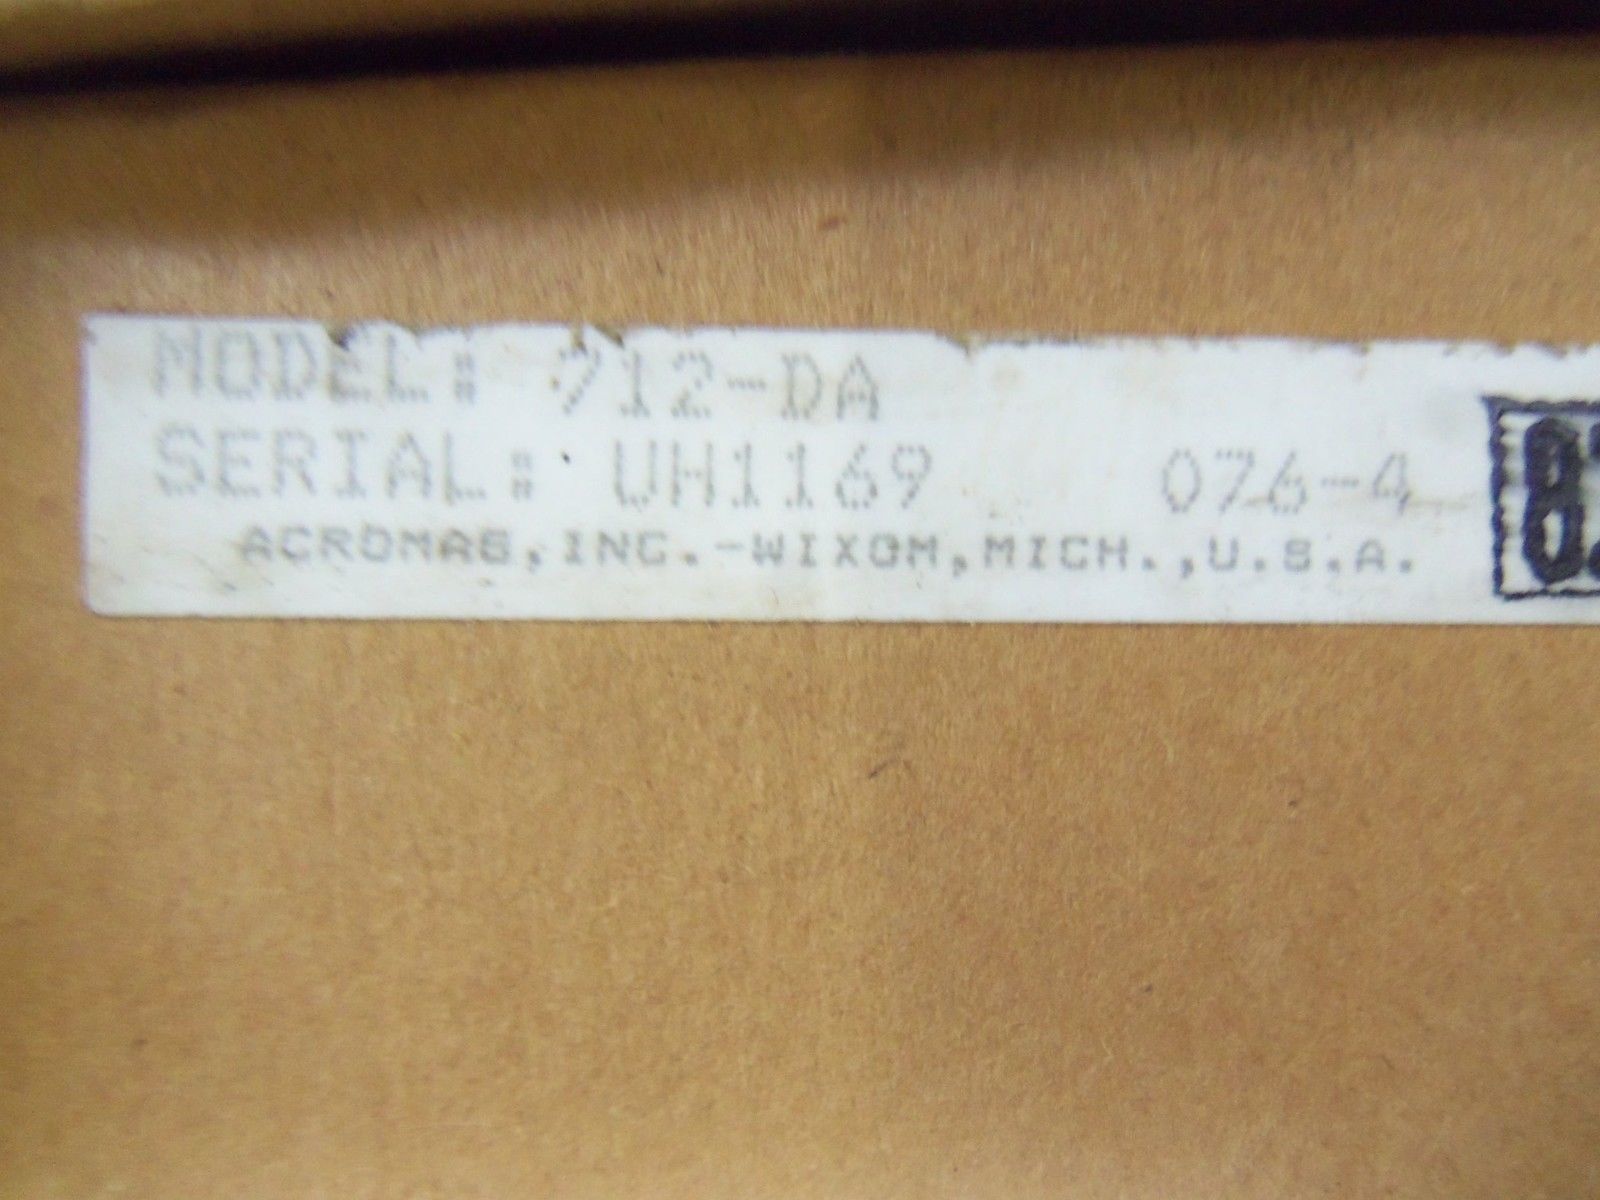 MODEL: 712-DA
SERIAL: UH1169 076-4
ACROMAG, INC.-WIXOM, MICH., U.S.A.